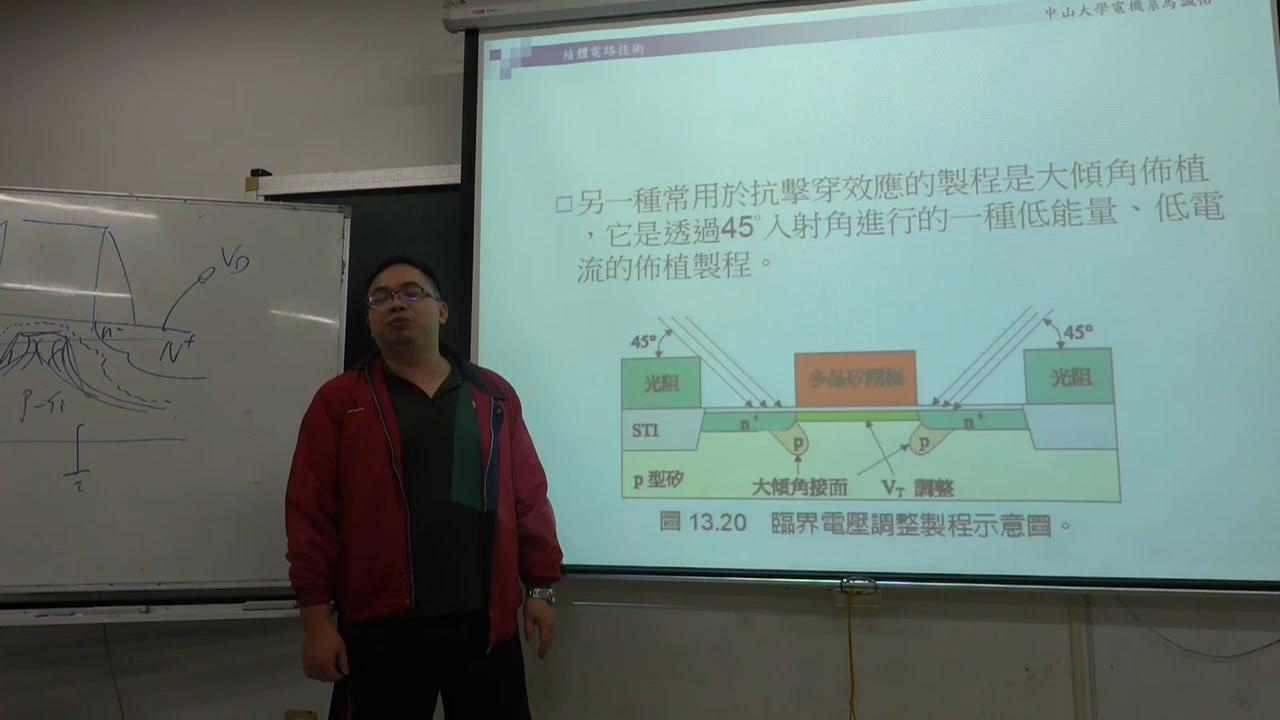 中山大學電機系馬誠佑
積體電路技術
□另一種常用於抗擊穿效應的製程是大傾角佈植
，它是透過45°入射角進行的一種低能量、低電
流的佈植製程。
45°
45°
光阻
多晶矽閘極
光阻
STI
n+
p
p
n+
p 型矽
大傾角接面
VT 調整
圖 13.20 臨界電壓調整製程示意圖。
VD
n-
N+